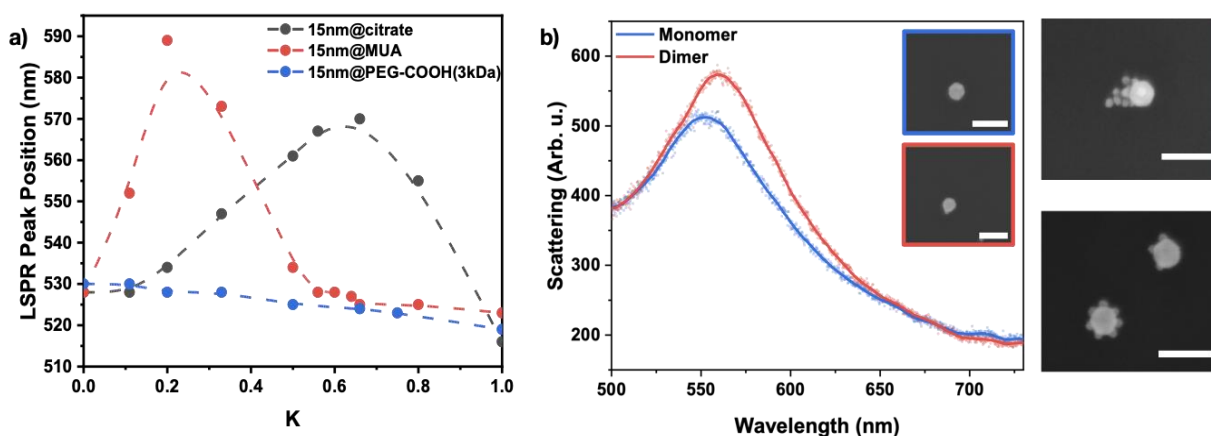 a)
LSPR Peak Position (nm)
590
580
570
560
550
540
530
520
510
0.0 0.2 0.4 0.6 0.8 1.0
K
15nm@citrate
15nm@MUA
15nm@PEG-COOH(3kDa)
b)
Scattering (Arb. u.)
600
500
400
300
200
500 550 600 650 700
Wavelength (nm)
Monomer
Dimer